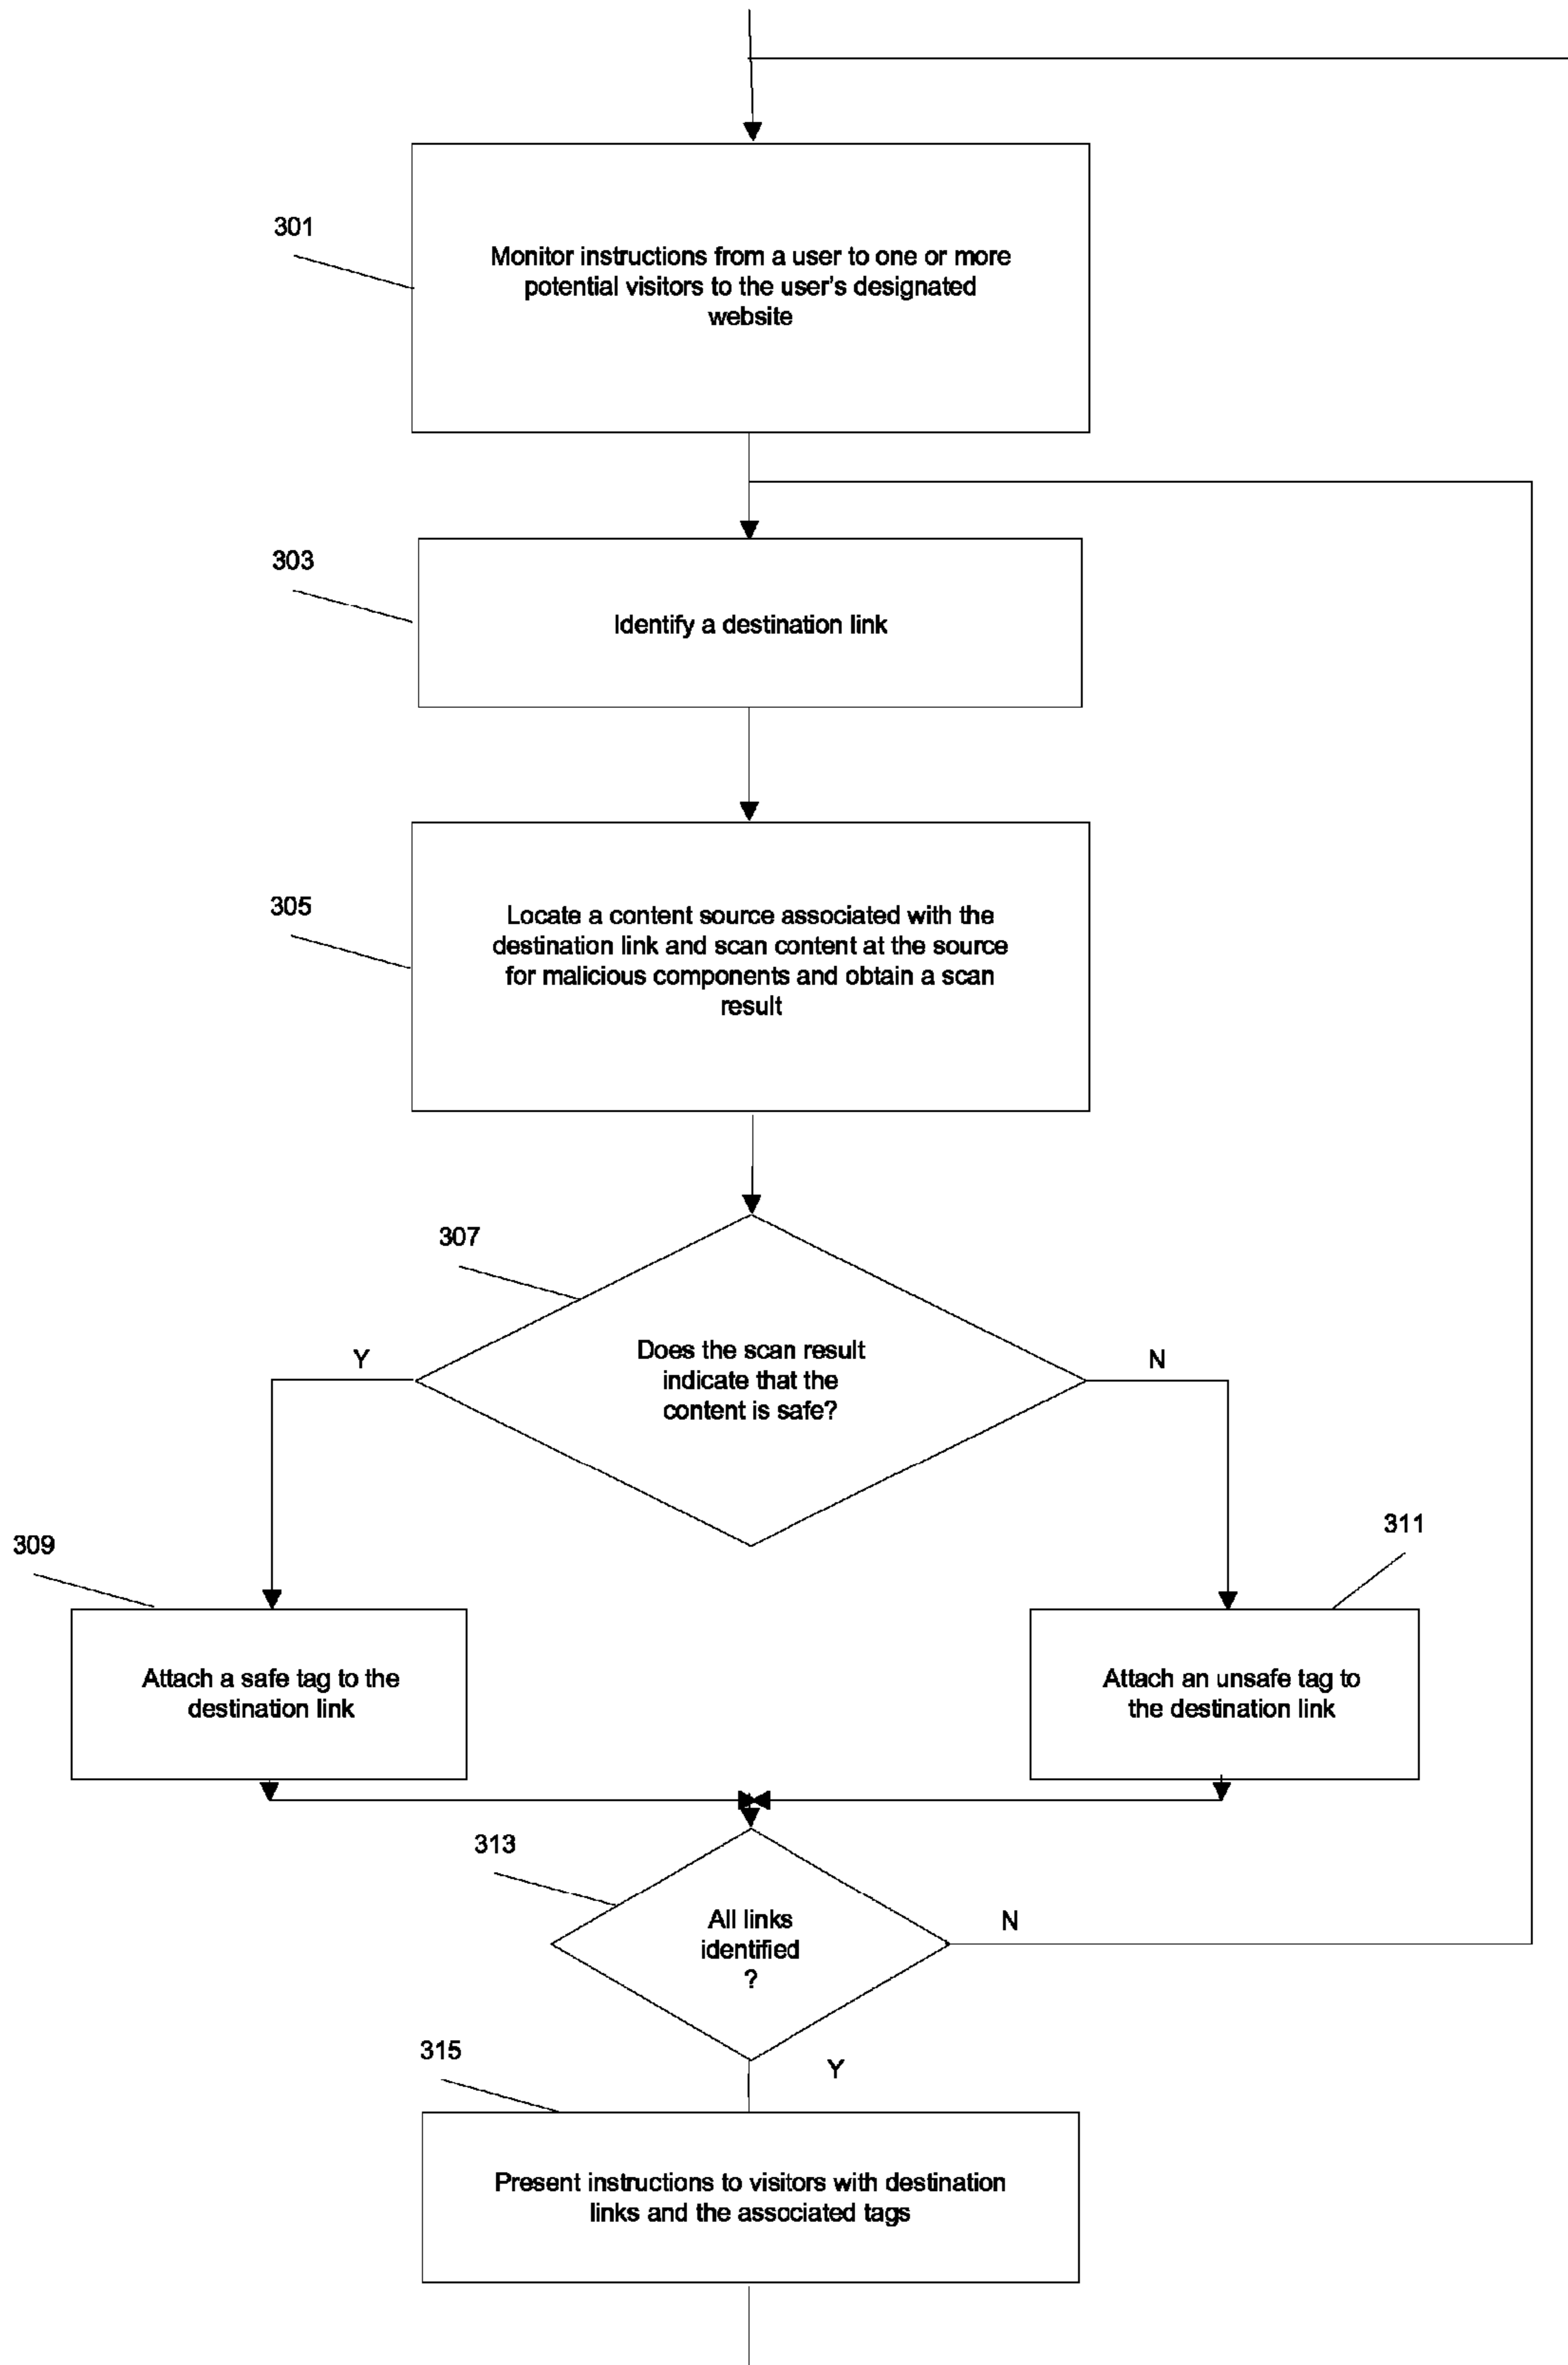 301
Monitor instructions from a user to one or more
potential visitors to the user's designated
website
303
Identify a destination link
305
Locate a content source associated with the
destination link and scan content at the source
for malicious components and obtain a scan
result
307
Y
Does the scan result
indicate that the
content is safe?
N
309
311
Attach a safe tag to the
destination link
Attach an unsafe tag to
the destination link
313
All links
identified
?
N
315
Y
Present instructions to visitors with destination
links and the associated tags